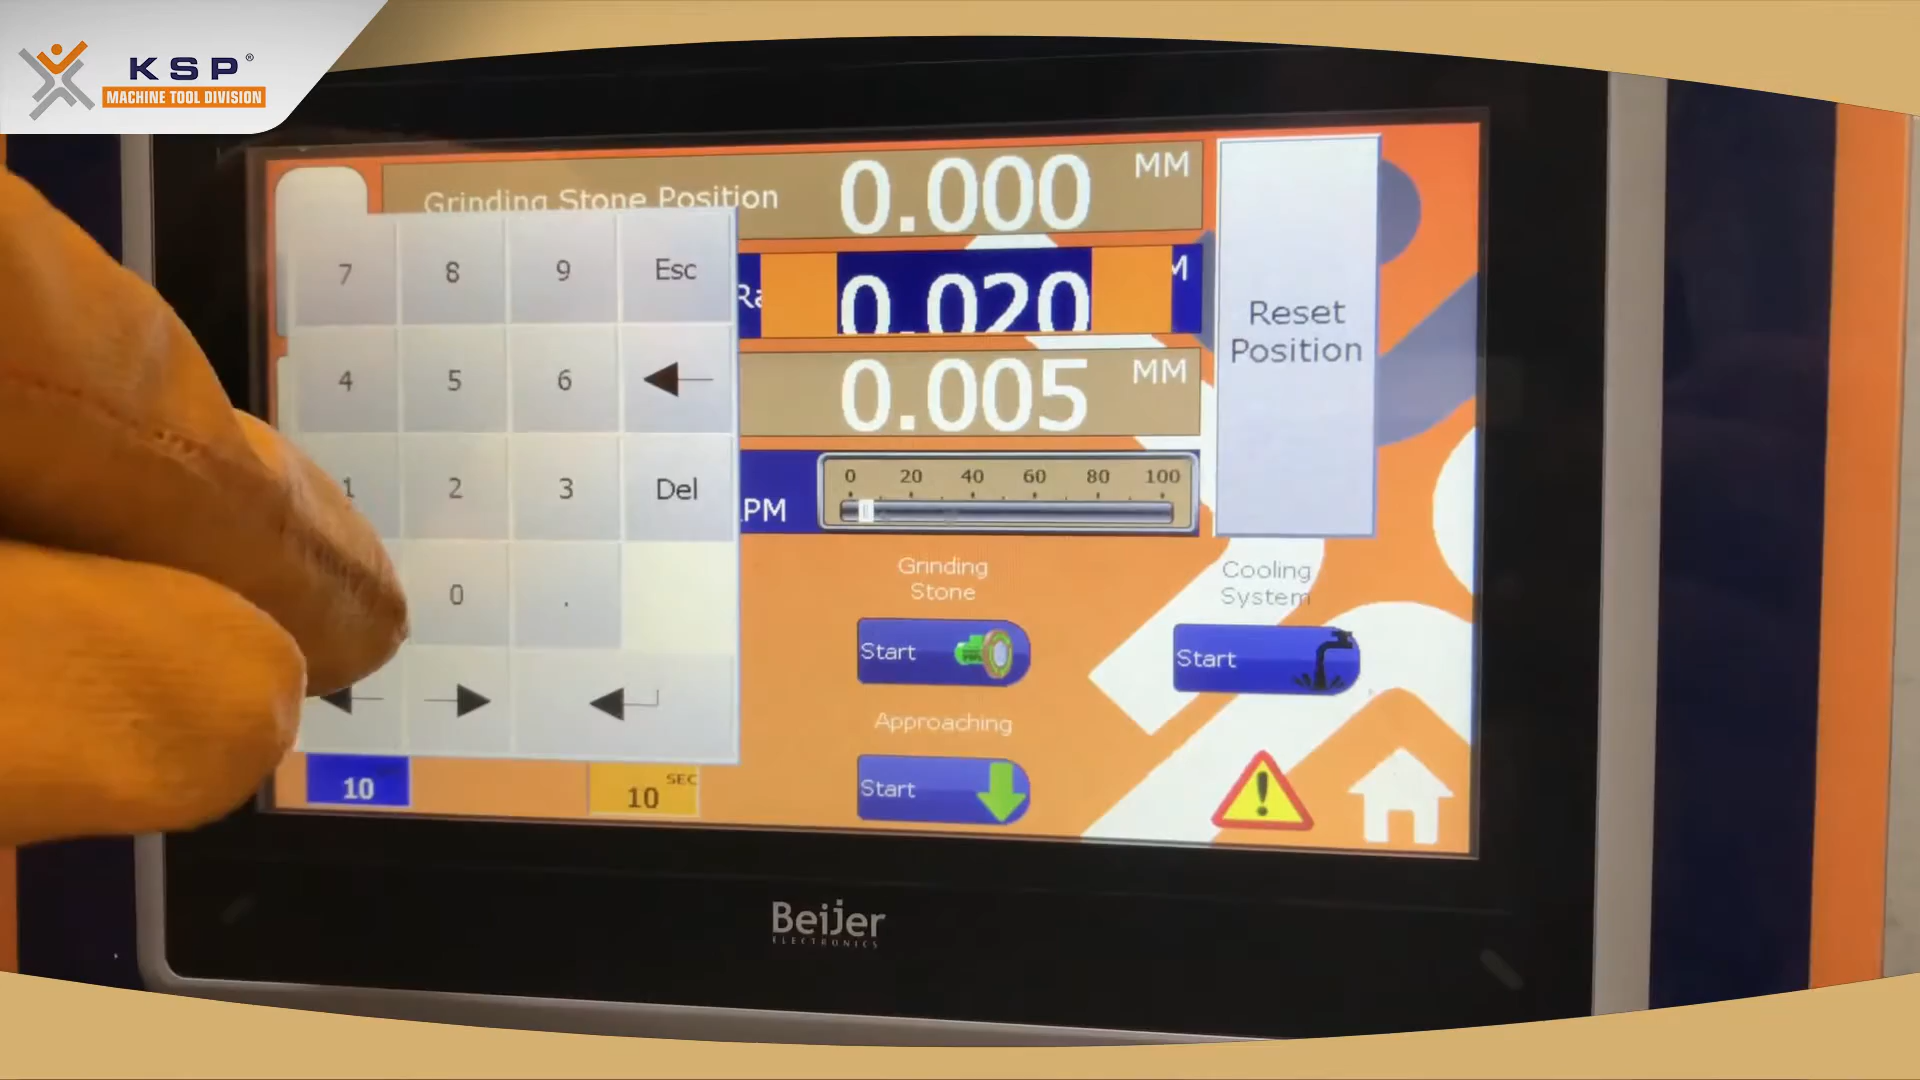 KSP®
MACHINE TOOL DIVISION
Grinding Stone Position 0.000 MM
0.020
0.005 MM
0 20 40 60 80 100
Reset
Position
7 8 9 Esc
4 5 6
1 2 3 Del
0 .
Grinding
Stone
Start
Cooling
System
Start
Approaching
Start
10
10 SEC
Beijer
ELECTRONICS